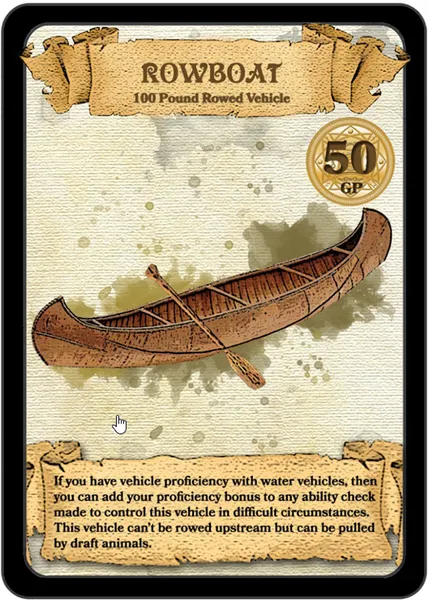 ROWBOAT
100 Pound Rowed Vehicle
50
GP
If you have vehicle proficiency with water vehicles, then
you can add your proficiency bonus to any ability check
made to control this vehicle in difficult circumstances.
This vehicle can't be rowed upstream but can be pulled
by draft animals.